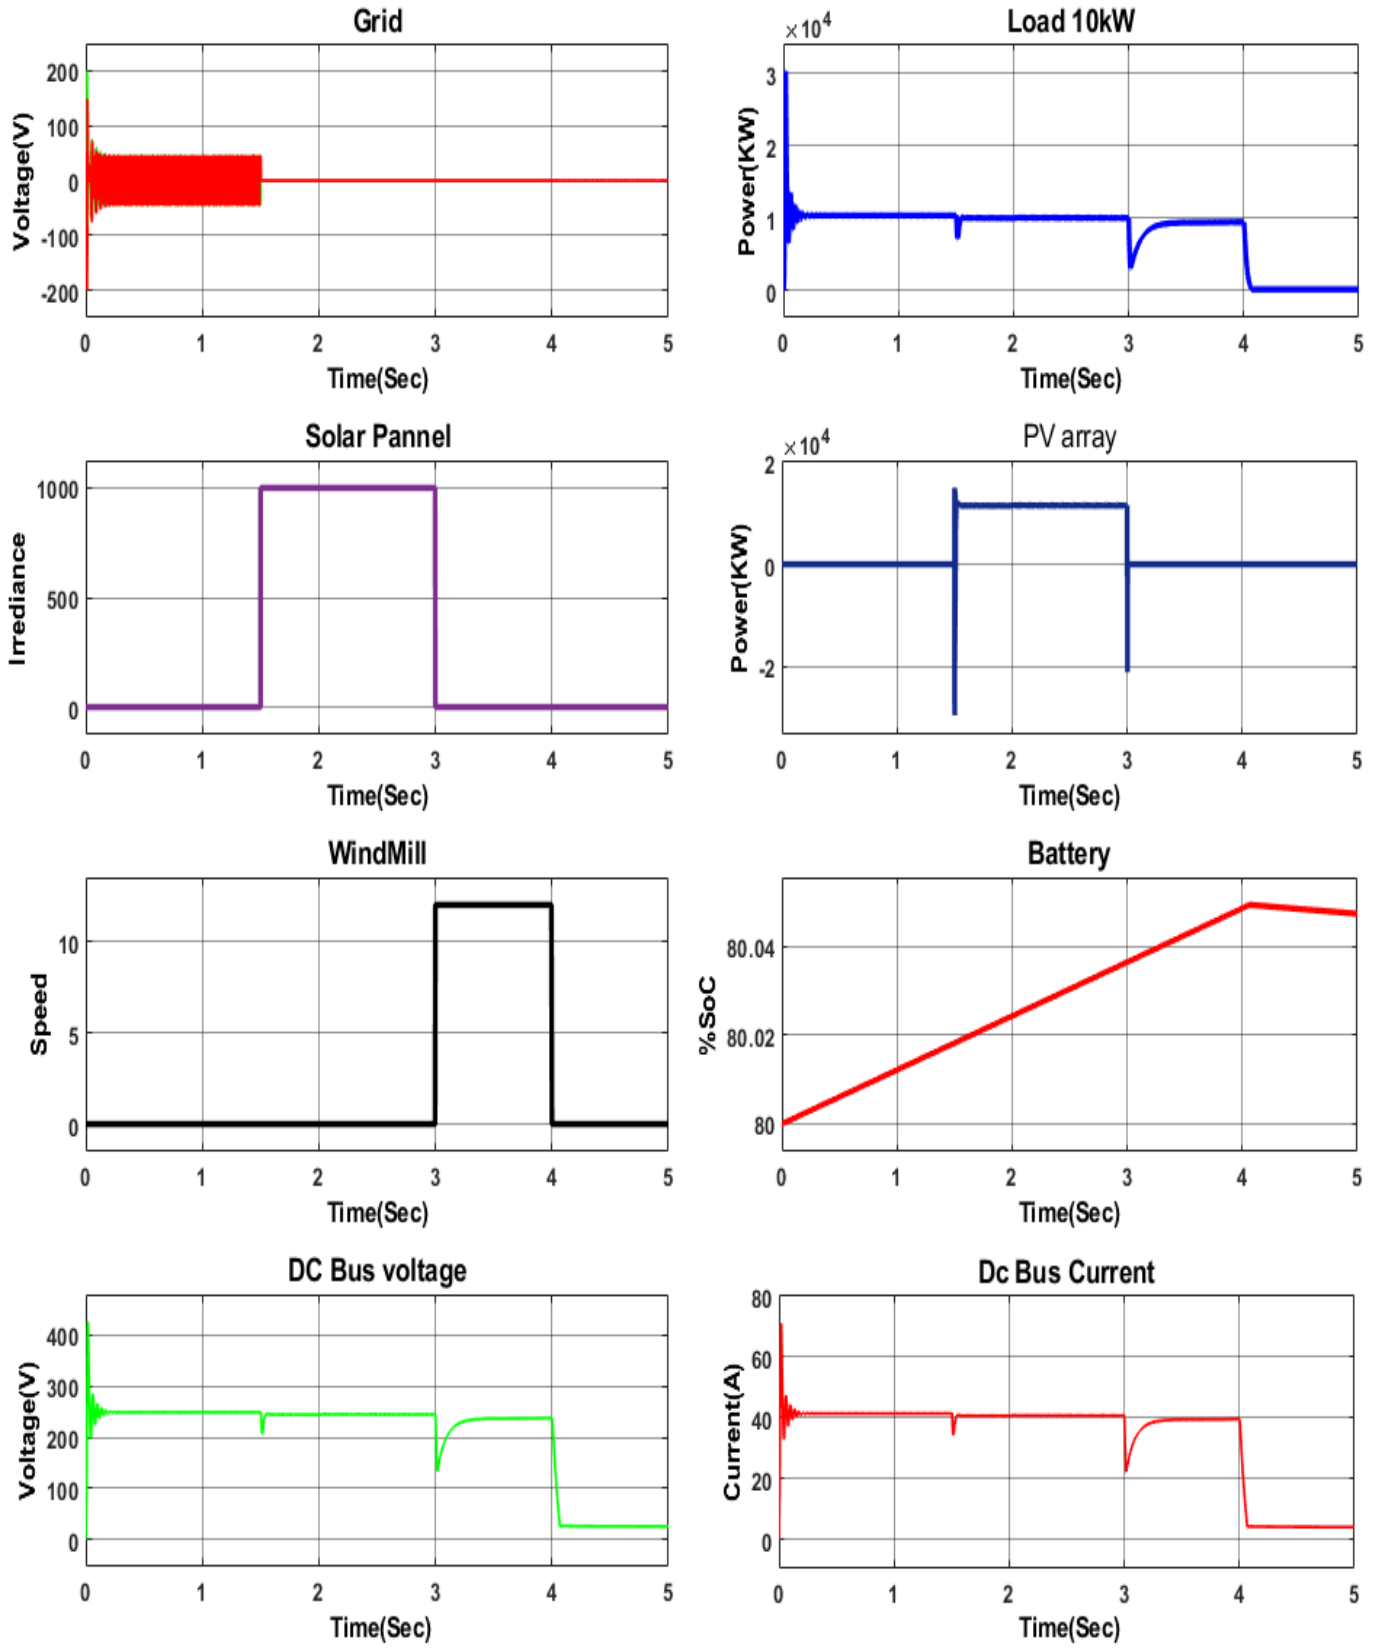 Grid
Voltage(V)
200
100
0
-100
-200
0 1 2 3 4 5
Time(Sec)
Load 10kW
×10⁴
Power(KW)
3
2
1
0
0 1 2 3 4 5
Time(Sec)
Solar Pannel
Irrediance
1000
500
0
0 1 2 3 4 5
Time(Sec)
PV array
×10⁴
Power(KW)
2
0
-2
0 1 2 3 4 5
Time(Sec)
WindMill
Speed
10
5
0
0 1 2 3 4 5
Time(Sec)
Battery
%SoC
80.04
80.02
80
0 1 2 3 4 5
Time(Sec)
DC Bus voltage
Voltage(V)
400
300
200
100
0
0 1 2 3 4 5
Time(Sec)
Dc Bus Current
Current(A)
80
60
40
20
0
0 1 2 3 4 5
Time(Sec)